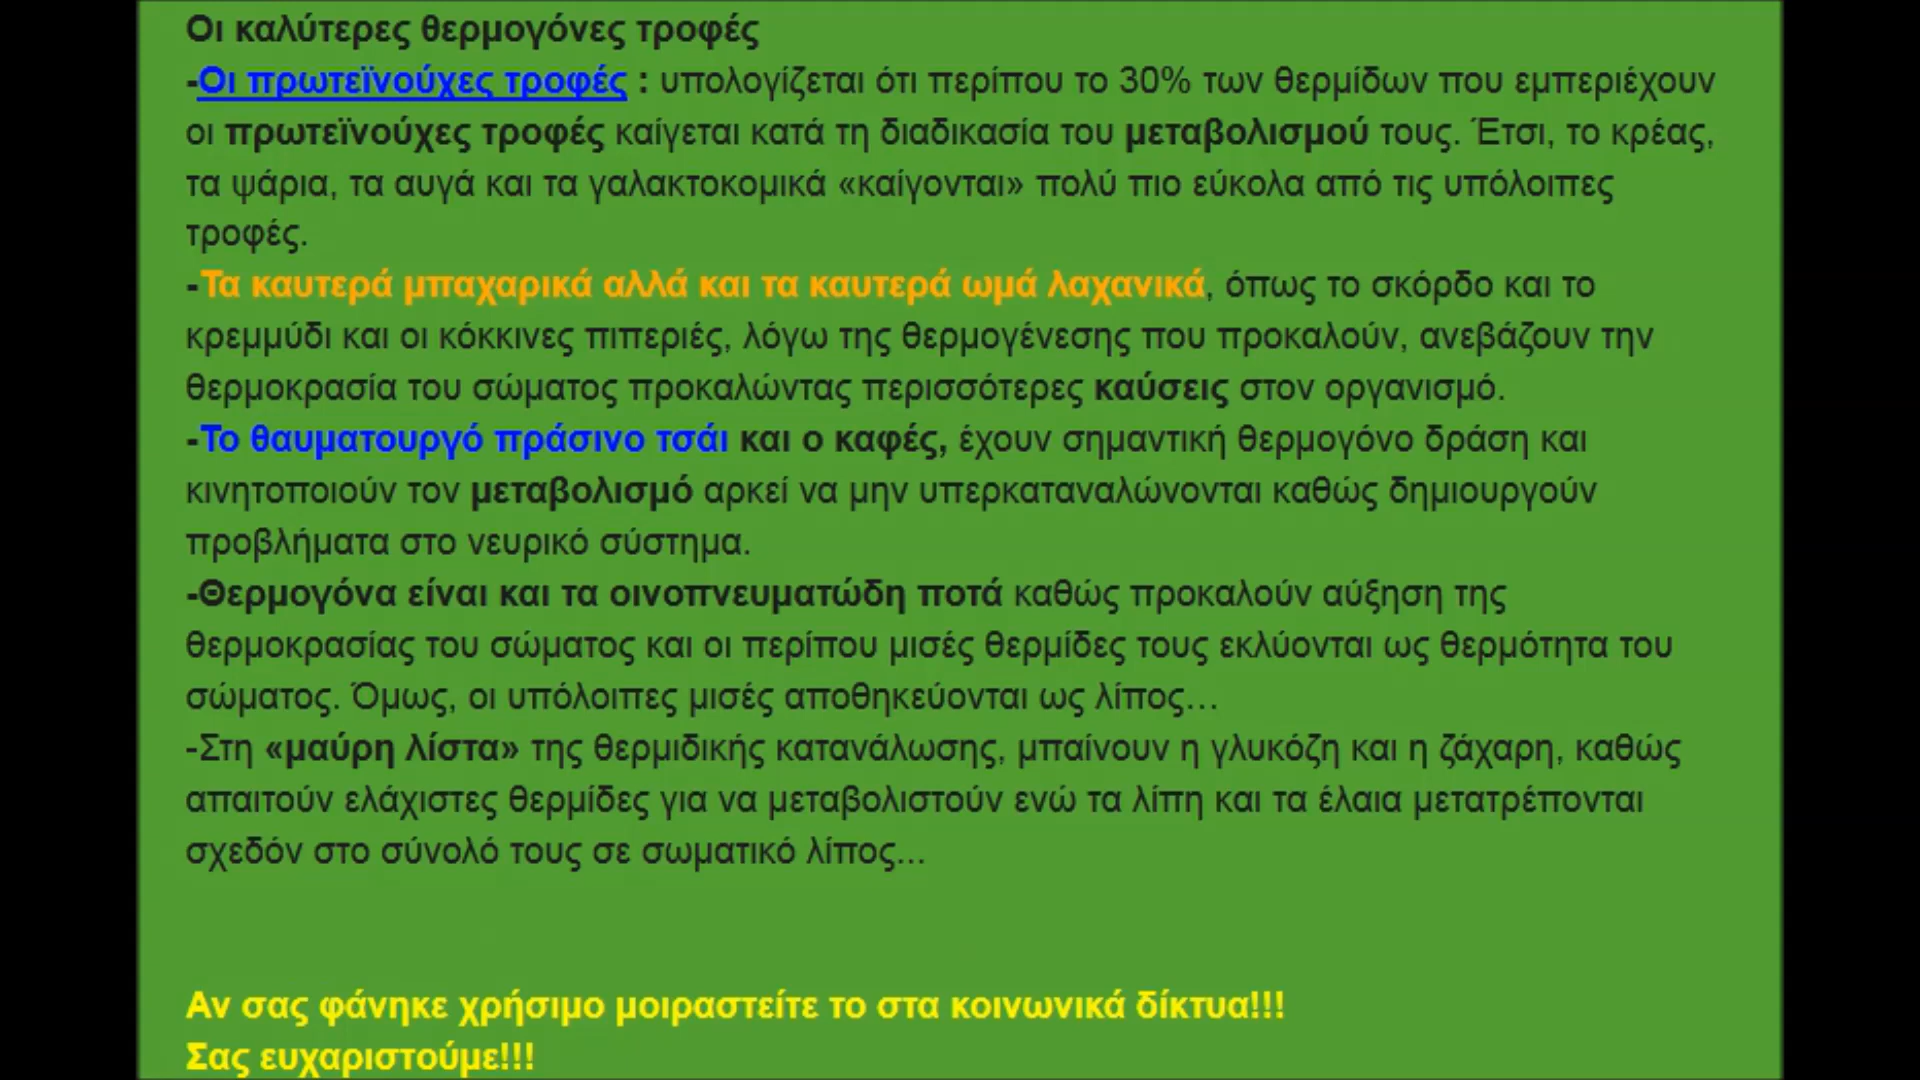 Οι καλύτερες θερμογόνες τροφές
-Οι πρωτεϊνούχες τροφές : υπολογίζεται ότι περίπου το 30% των θερμίδων που εμπεριέχουν
οι πρωτεϊνούχες τροφές καίγεται κατά τη διαδικασία του μεταβολισμού τους. Έτσι, το κρέας,
τα ψάρια, τα αυγά και τα γαλακτοκομικά «καίγονται» πολύ πιο εύκολα από τις υπόλοιπες
τροφές.
-Τα καυτερά μπαχαρικά αλλά και τα καυτερά ωμά λαχανικά, όπως το σκόρδο και το
κρεμμύδι και οι κόκκινες πιπεριές, λόγω της θερμογένεσης που προκαλούν, ανεβάζουν την
θερμοκρασία του σώματος προκαλώντας περισσότερες καύσεις στον οργανισμό.
-Το θαυματουργό πράσινο τσάι και ο καφές, έχουν σημαντική θερμογόνο δράση και
κινητοποιούν τον μεταβολισμό αρκεί να μην υπερκαταναλώνονται καθώς δημιουργούν
προβλήματα στο νευρικό σύστημα.
-Θερμογόνα είναι και τα οινοπνευματώδη ποτά καθώς προκαλούν αύξηση της
θερμοκρασίας του σώματος και οι περίπου μισές θερμίδες τους εκλύονται ως θερμότητα του
σώματος. Όμως, οι υπόλοιπες μισές αποθηκεύονται ως λίπος…
-Στη «μαύρη λίστα» της θερμιδικής κατανάλωσης, μπαίνουν η γλυκόζη και η ζάχαρη, καθώς
απαιτούν ελάχιστες θερμίδες για να μεταβολιστούν ενώ τα λίπη και τα έλαια μετατρέπονται
σχεδόν στο σύνολό τους σε σωματικό λίπος...
Αν σας φάνηκε χρήσιμο μοιραστείτε το στα κοινωνικά δίκτυα!!!
Σας ευχαριστούμε!!!